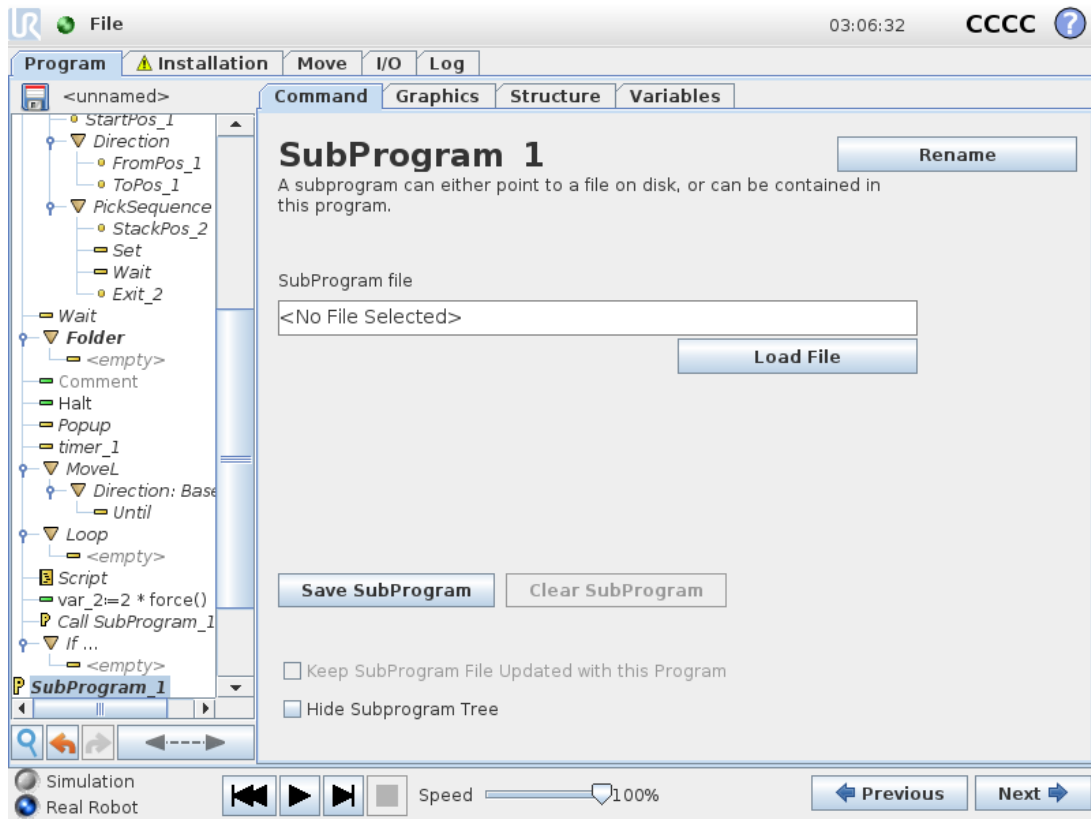 UR File 03:06:32 CCCC ?
Program Installation Move I/O Log
<unnamed>
Command Graphics Structure Variables
StartPos_1
Direction
FromPos_1
ToPos_1
PickSequence
StackPos_2
Set
Wait
Exit_2
Wait
Folder
<empty>
Comment
Halt
Popup
timer_1
MoveL
Direction: Base
Until
Loop
<empty>
Script
var_2:=2 * force()
P Call SubProgram_1
If ...
<empty>
P SubProgram_1
SubProgram 1
Rename
A subprogram can either point to a file on disk, or can be contained in
this program.
SubProgram file
<No File Selected>
Load File
Save SubProgram Clear SubProgram
Keep SubProgram File Updated with this Program
Hide Subprogram Tree
Simulation
Real Robot
Speed 100%
Previous Next